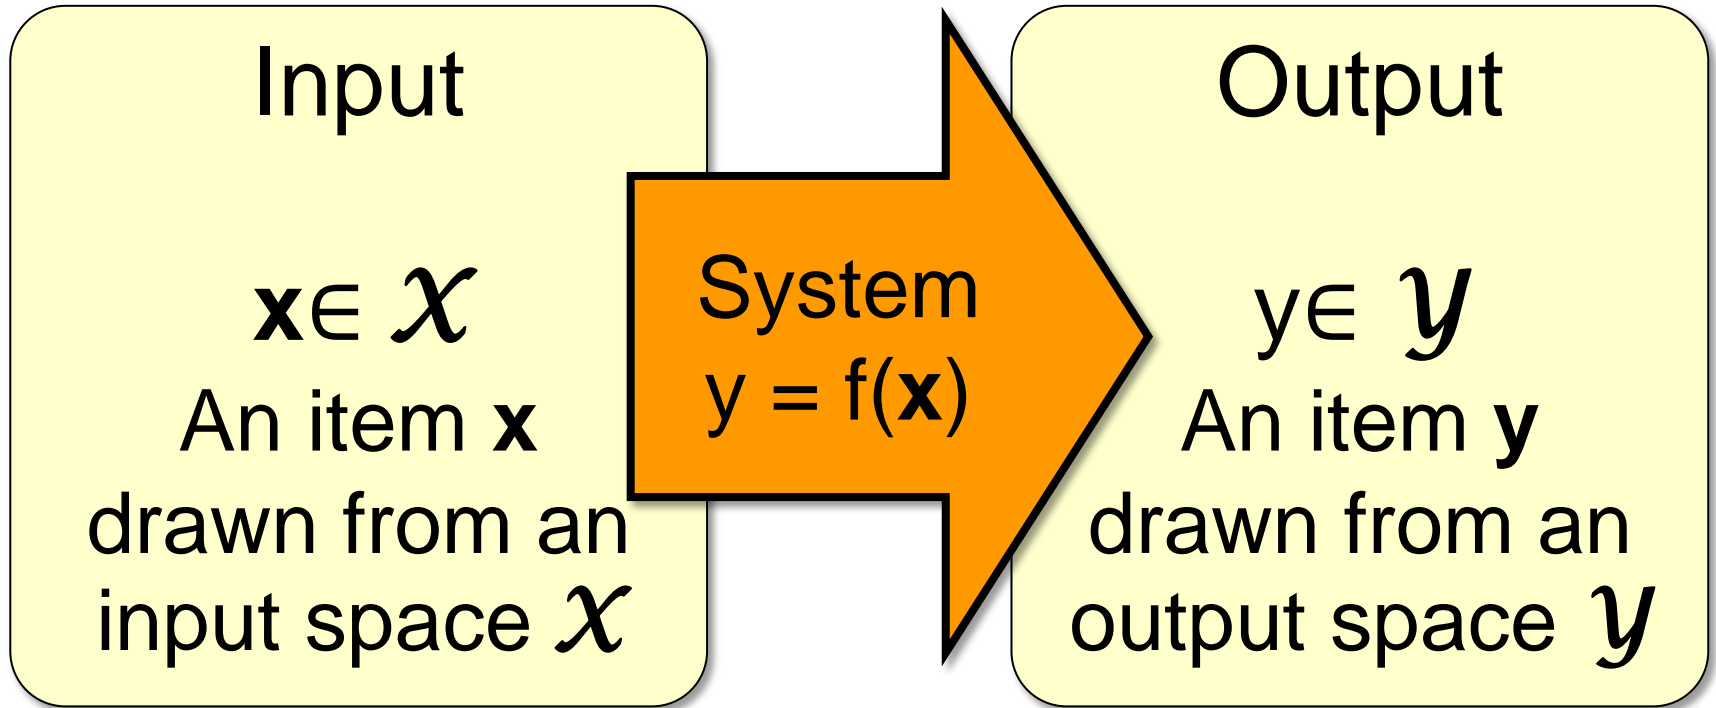 Input
x∈ 𝒳
An item x
drawn from an
input space 𝒳
System
y = f(x)
Output
y∈ 𝒴
An item y
drawn from an
output space 𝒴